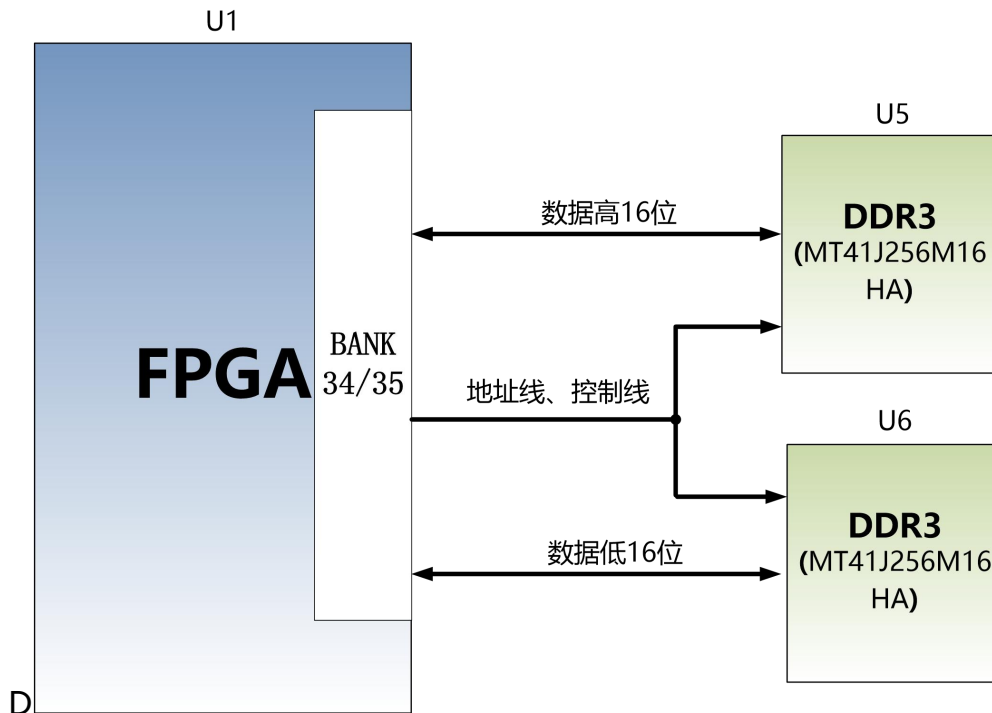 U1
U5
数据高16位
DDR3
(MT41J256M16
HA)
BANK
34/35
FPGA
地址线、控制线
U6
数据低16位
DDR3
(MT41J256M16
HA)
D